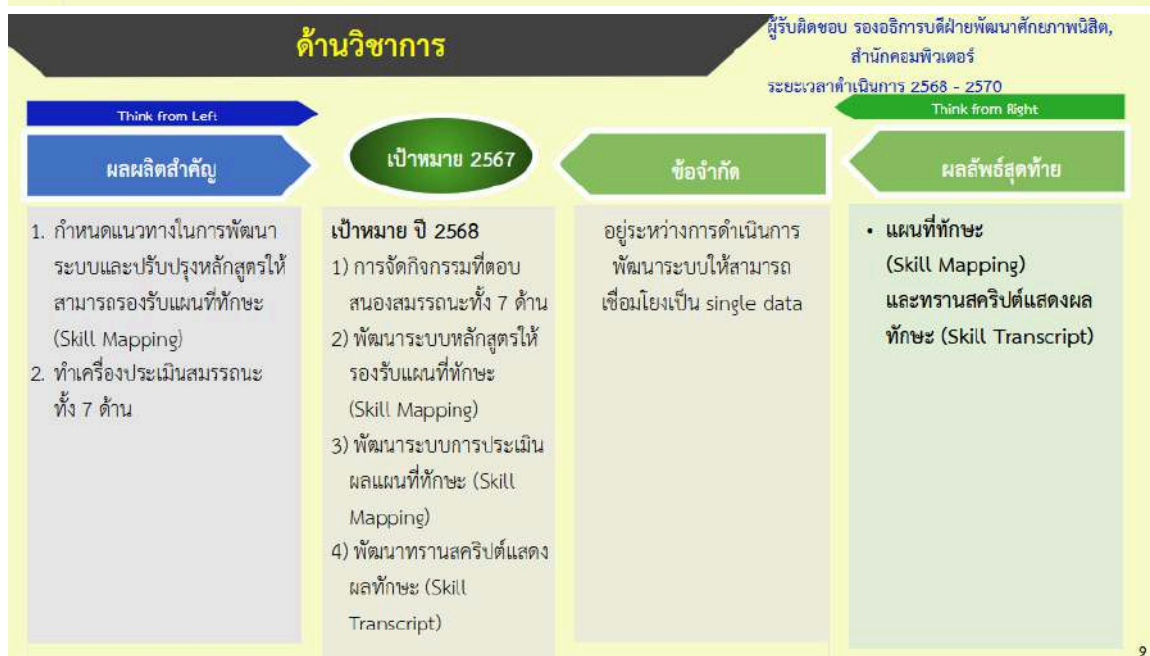 ด้านวิชาการ
ผู้รับผิดชอบ รองอธิการบดีฝ่ายพัฒนาศักยภาพนิสิต,
สำนักคอมพิวเตอร์
ระยะเวลาดำเนินการ 2568 - 2570
Think from Left
Think from Right
ผลผลิตสำคัญ
เป้าหมาย 2567
ข้อจำกัด
ผลลัพธ์สุดท้าย
1. กำหนดแนวทางในการพัฒนา
ระบบและปรับปรุงหลักสูตรให้
สามารถรองรับแผนที่ทักษะ
(Skill Mapping)
2. ทำเครื่องประเมินสมรรถนะ
ทั้ง 7 ด้าน
เป้าหมาย ปี 2568
1) การจัดกิจกรรมที่ตอบ
สนองสมรรถนะทั้ง 7 ด้าน
2) พัฒนาระบบหลักสูตรให้
รองรับแผนที่ทักษะ
(Skill Mapping)
3) พัฒนาระบบการประเมิน
ผลแผนที่ทักษะ (Skill
Mapping)
4) พัฒนาทรานสคริปต์แสดง
ผลทักษะ (Skill
Transcript)
อยู่ระหว่างการดำเนินการ
พัฒนาระบบให้สามารถ
เชื่อมโยงเป็น single data
• แผนที่ทักษะ
(Skill Mapping)
และทรานสคริปต์แสดงผล
ทักษะ (Skill Transcript)
9